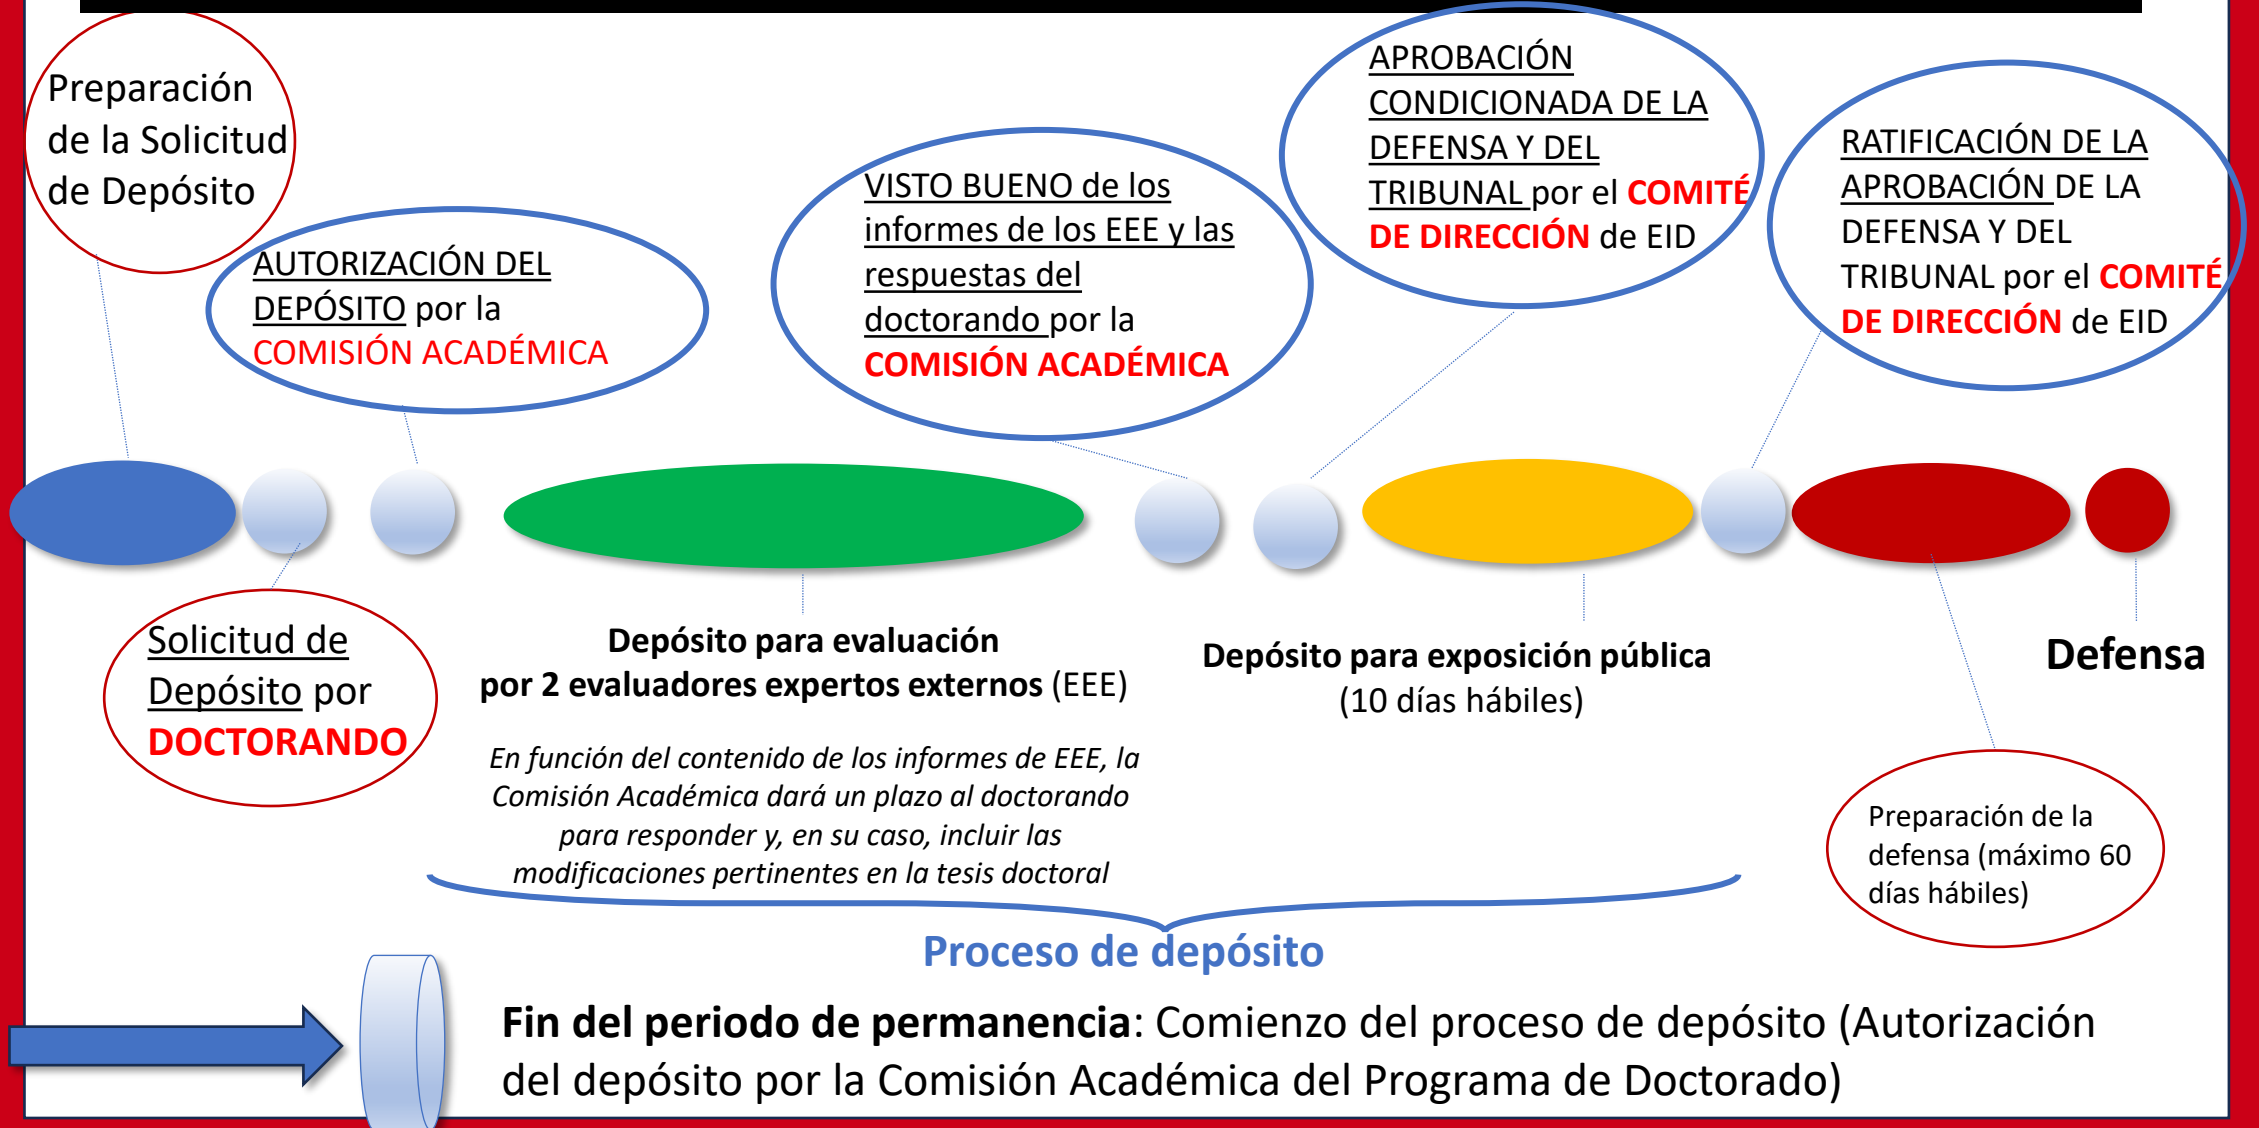 Preparación
de la Solicitud
de Depósito
AUTORIZACIÓN DEL
DEPÓSITO por la
COMISIÓN ACADÉMICA
VISTO BUENO de los
informes de los EEE y las
respuestas del
doctorando por la
COMISIÓN ACADÉMICA
APROBACIÓN
CONDICIONADA DE LA
DEFENSA Y DEL
TRIBUNAL por el COMITÉ
DE DIRECCIÓN de EID
RATIFICACIÓN DE LA
APROBACIÓN DE LA
DEFENSA Y DEL
TRIBUNAL por el COMITÉ
DE DIRECCIÓN de EID
Solicitud de
Depósito por
DOCTORANDO
Depósito para evaluación
por 2 evaluadores expertos externos (EEE)
En función del contenido de los informes de EEE, la
Comisión Académica dará un plazo al doctorando
para responder y, en su caso, incluir las
modificaciones pertinentes en la tesis doctoral
Depósito para exposición pública
(10 días hábiles)
Defensa
Preparación de la
defensa (máximo 60
días hábiles)
Proceso de depósito
Fin del periodo de permanencia: Comienzo del proceso de depósito (Autorización
del depósito por la Comisión Académica del Programa de Doctorado)